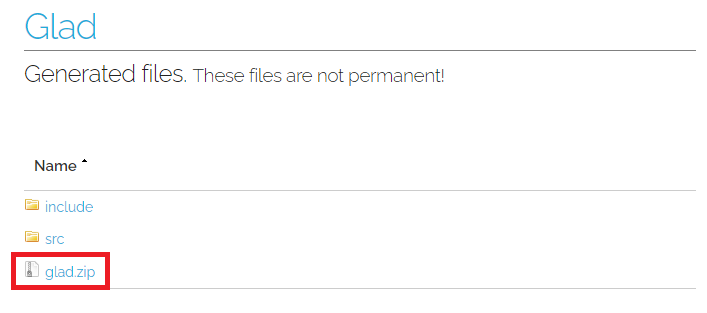 Glad
Generated files. These files are not permanent!
Name
include
src
glad.zip